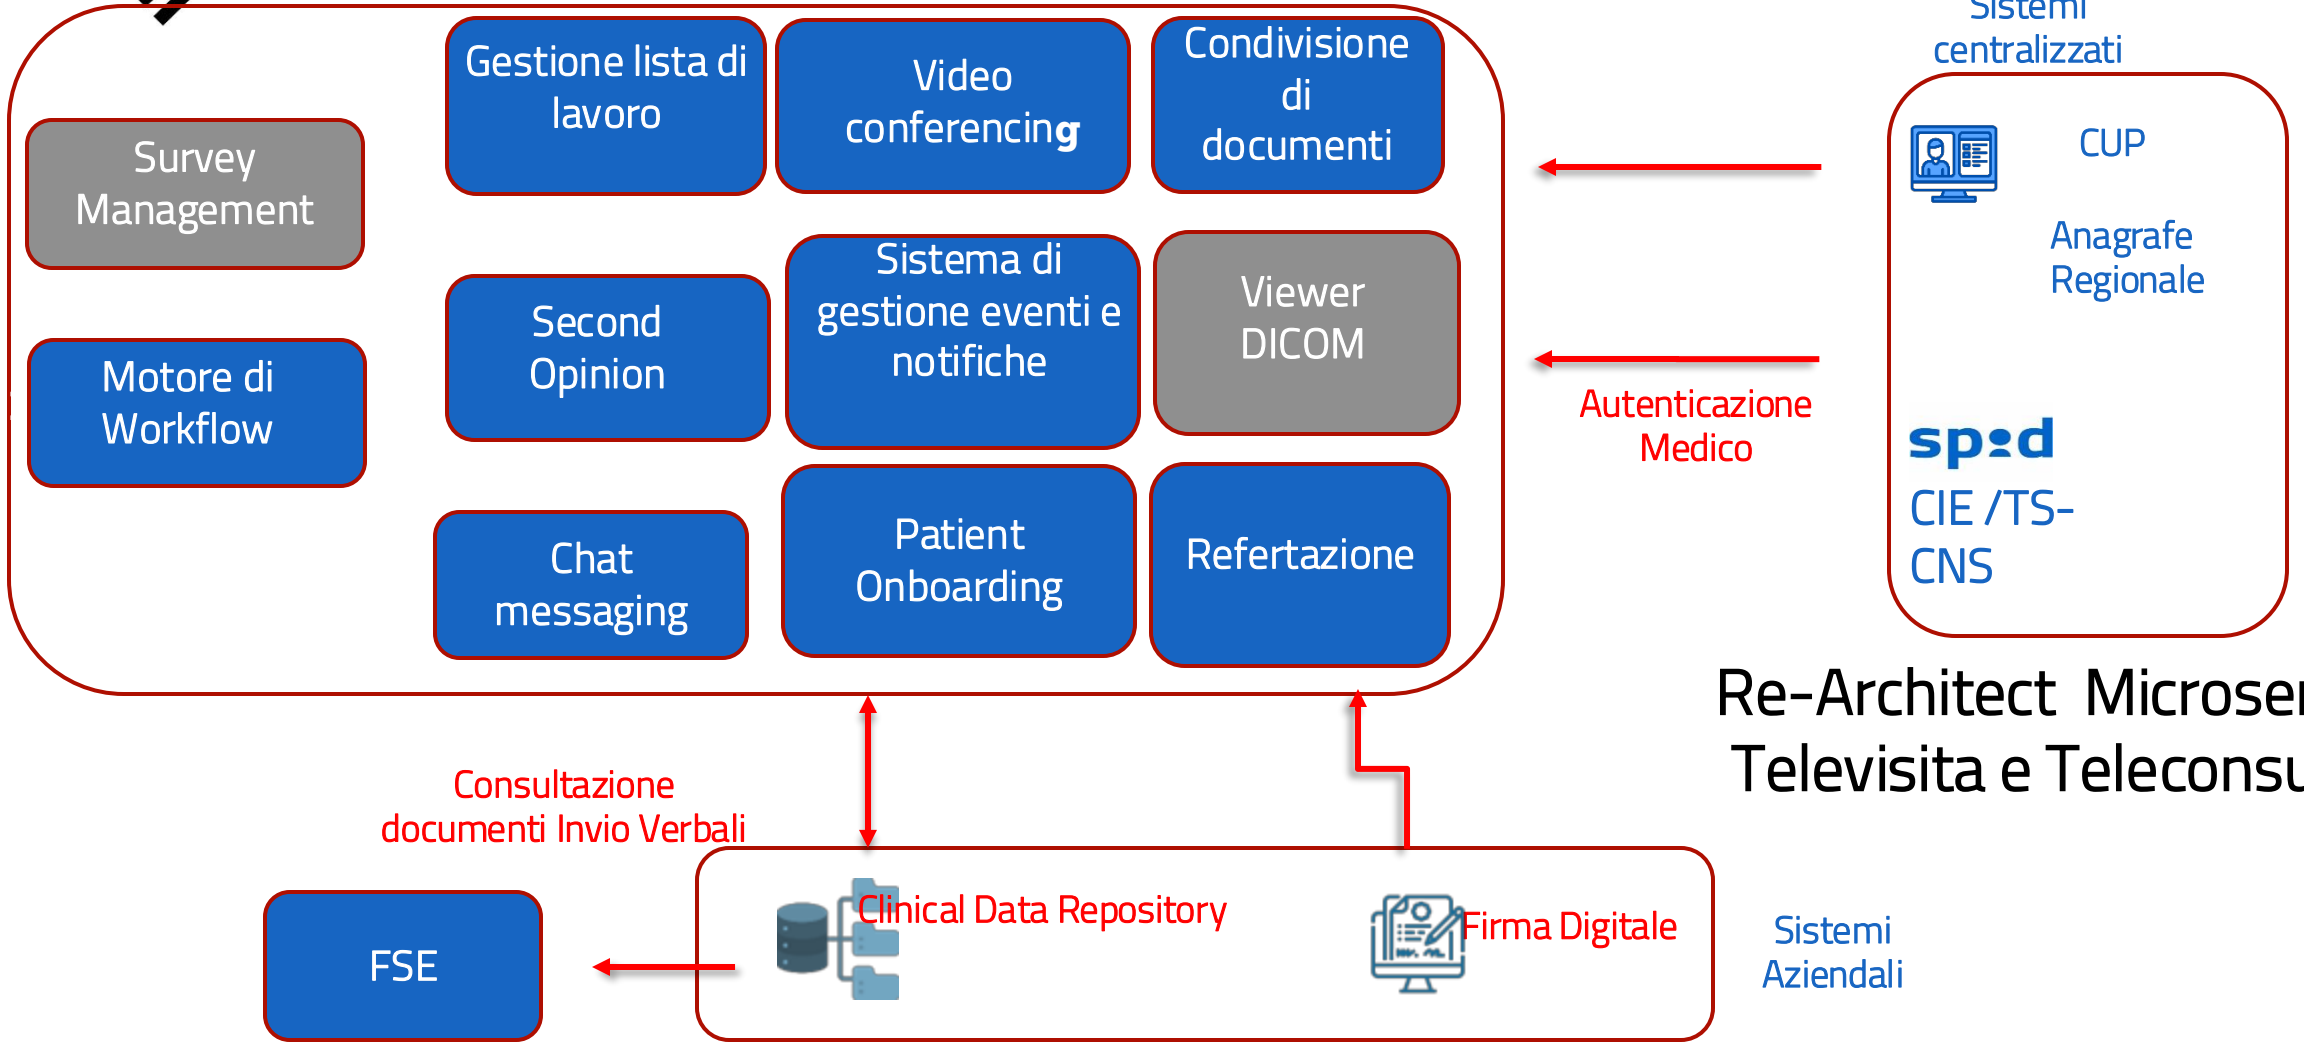 Gestione lista di
lavoro
Video
conferencing
Condivisione
di
documenti
Sistemi
centralizzati
Survey
Management
CUP
Anagrafe
Regionale
Second
Opinion
Sistema di
gestione eventi e
notifiche
Viewer
DICOM
Motore di
Workflow
Autenticazione
Medico
spid
CIE /TS-
CNS
Chat
messaging
Patient
Onboarding
Refertazione
Re-Architect
Televisita e
Consultazione
documenti Invio Verbali
Clinical Data Repository
Firma Digitale
FSE
Sistemi
Aziendali